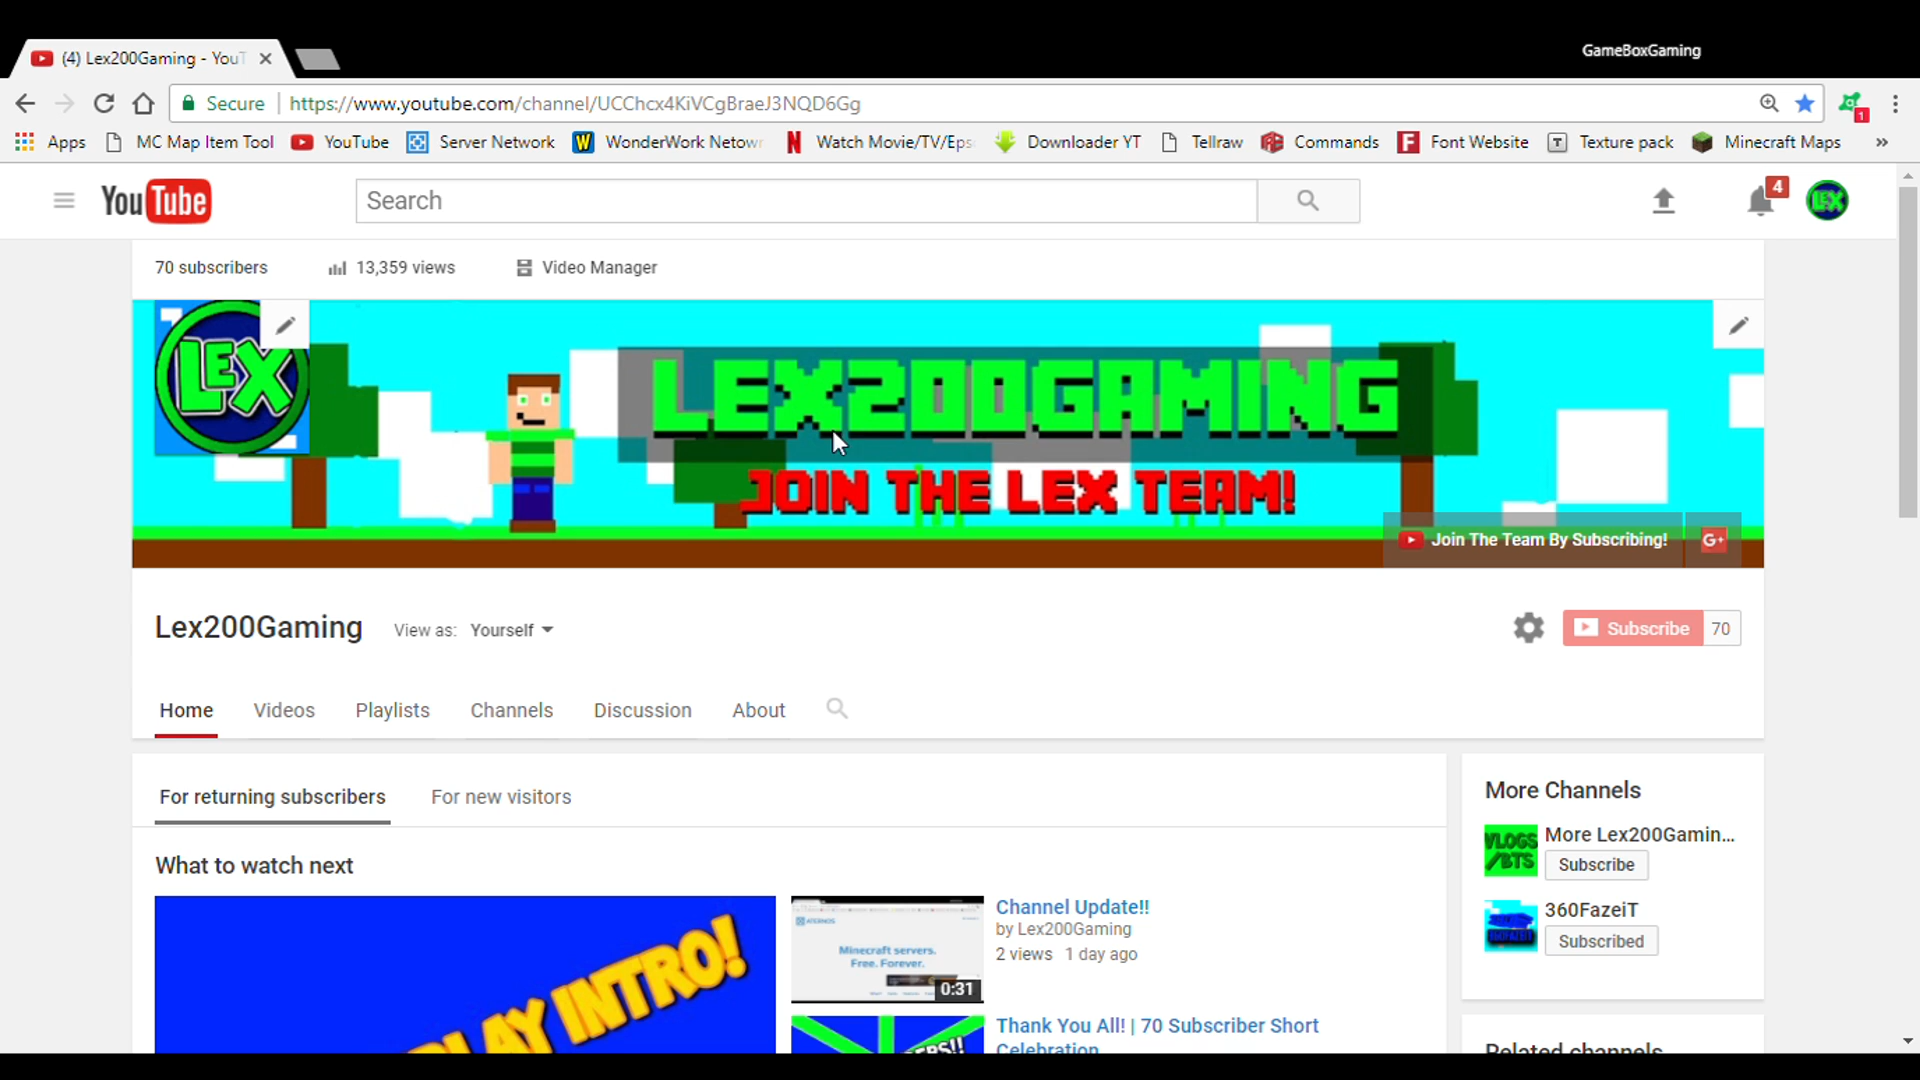 (4) Lex200Gaming - YouT
GameBoxGaming
Secure https://www.youtube.com/channel/UCChcx4KiVCgBraeJ3NQD6Gg
1
Apps MC Map Item Tool YouTube Server Network WonderWork Netow Watch Movie/TV/Eps Downloader YT Tellraw Commands Font Website Texture pack Minecraft Maps »
YouTube Search 4 LEX
70 subscribers 13,359 views Video Manager
LEX
LEX200GAMING
JOIN THE LEX TEAM!
Join The Team By Subscribing! G+
Lex200Gaming View as: Yourself Subscribe 70
Home Videos Playlists Channels Discussion About
For returning subscribers For new visitors
What to watch next
PLAY INTRO!
ATERNOS
Minecraft servers.
Free. Forever.
0:31
Channel Update!!
by Lex200Gaming
2 views 1 day ago
Thank You All! | 70 Subscriber Short
Celebration
More Channels
VLOGS
/BTS
More Lex200Gamin...
Subscribe
360FazeiT
Subscribed
Related channels